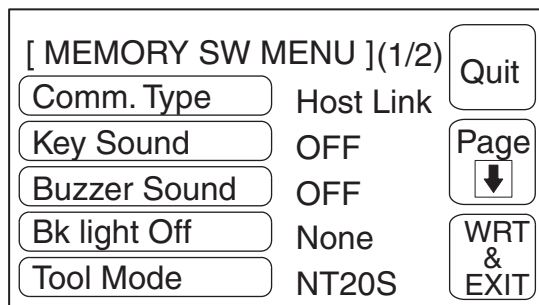 [ MEMORY SW MENU ](1/2)
Quit
Comm. Type Host Link
Key Sound OFF
Page
Buzzer Sound OFF
Bk light Off None
WRT
&
EXIT
Tool Mode NT20S